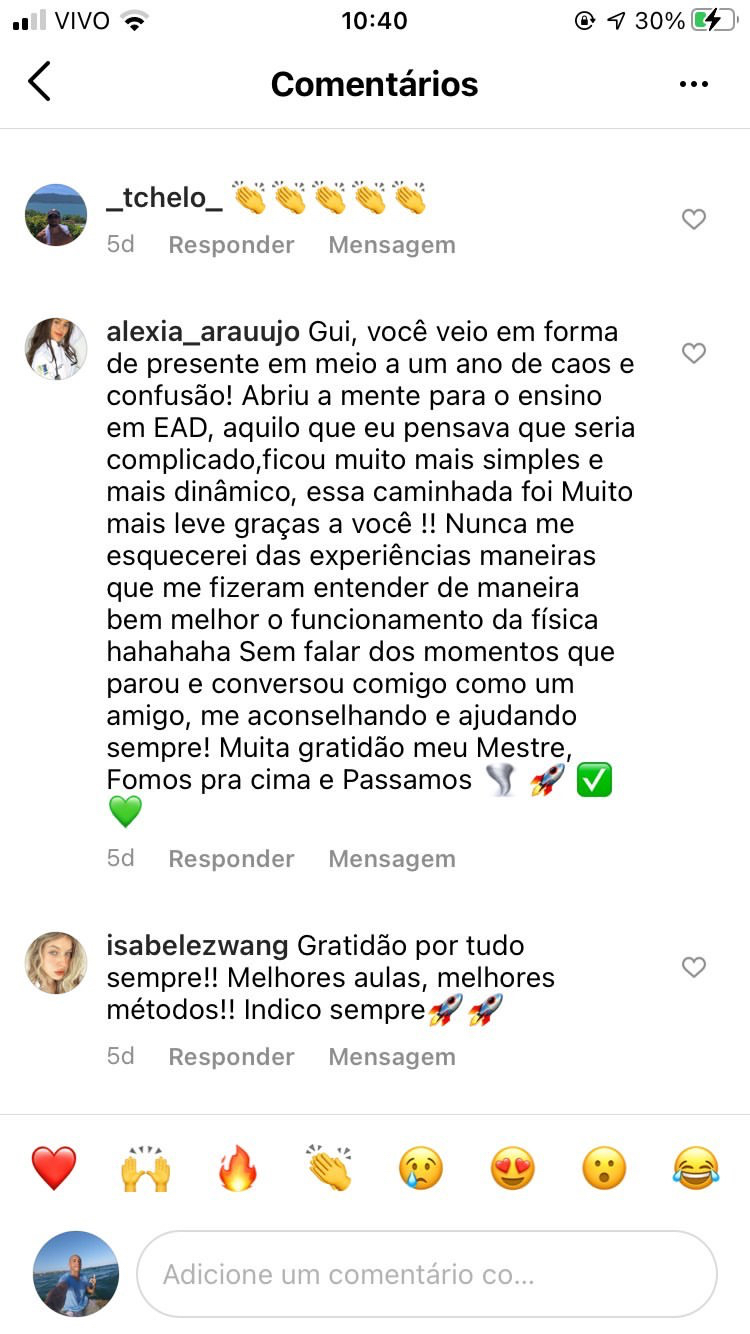 VIVO 10:40 30%
Comentários
_tchelo_ 👏👏👏👏👏
5d Responder Mensagem
alexia_arauujo Gui, você veio em forma
de presente em meio a um ano de caos e
confusão! Abriu a mente para o ensino
em EAD, aquilo que eu pensava que seria
complicado,ficou muito mais simples e
mais dinâmico, essa caminhada foi Muito
mais leve graças a você !! Nunca me
esquecerei das experiências maneiras
que me fizeram entender de maneira
bem melhor o funcionamento da física
hahahaha Sem falar dos momentos que
parou e conversou comigo como um
amigo, me aconselhando e ajudando
sempre! Muita gratidão meu Mestre,
Fomos pra cima e Passamos 🌪️🚀✅
💚
5d Responder Mensagem
isabelezwang Gratidão por tudo
sempre!! Melhores aulas, melhores
métodos!! Indico sempre🚀🚀
5d Responder Mensagem
❤️🙌🔥👏😢😍😮😂
Adicione um comentário co...